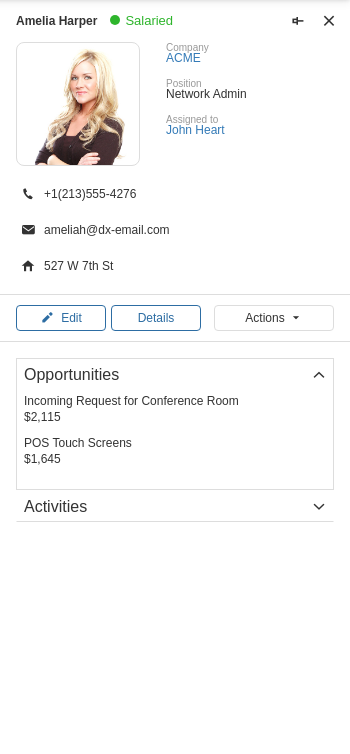 Amelia Harper Salaried
Company
ACME
Position
Network Admin
Assigned to
John Heart
+1(213)555-4276
ameliah@dx-email.com
527 W 7th St
Edit Details Actions
Opportunities
Incoming Request for Conference Room
$2,115
POS Touch Screens
$1,645
Activities